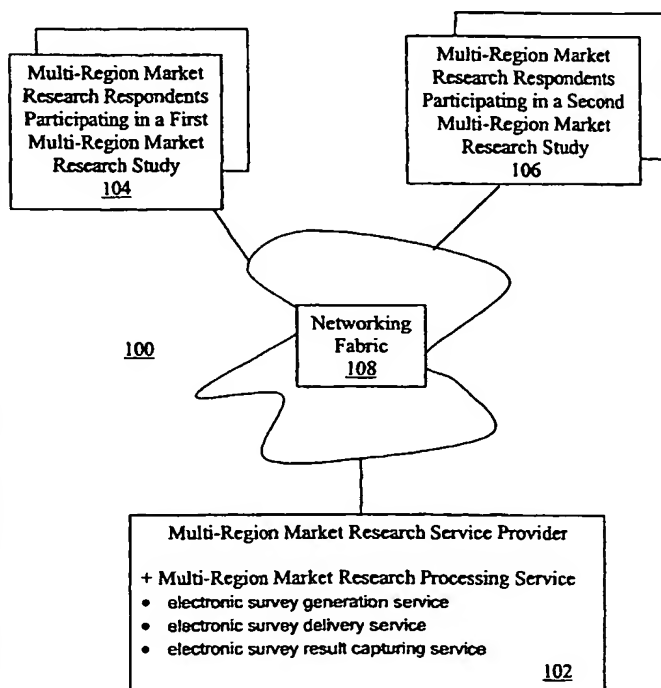 Multi-Region Market
Research Respondents
Participating in a First
Multi-Region Market
Research Study
104
Multi-Region Market
Research Respondents
Participating in a Second
Multi-Region Market
Research Study
106
Networking
Fabric
108
100
Multi-Region Market Research Service Provider
+ Multi-Region Market Research Processing Service
• electronic survey generation service
• electronic survey delivery service
• electronic survey result capturing service
102